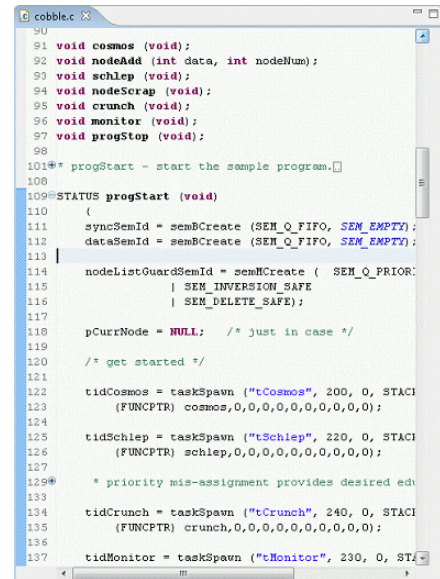 cobble.c
90
91 void cosmos (void);
92 void nodeAdd (int data, int nodeNum);
93 void schlep (void);
94 void nodeScrap (void);
95 void crunch (void);
96 void monitor (void);
97 void progStop (void);
98
101 * progStart - start the sample program.
108
109 STATUS progStart (void)
110 (
111 syncSemId = semBCreate (SEM_Q_FIFO, SEM_EMPTY);
112 dataSemId = semBCreate (SEM_Q_FIFO, SEM_EMPTY);
113
114 nodeListGuardSemId = semMCreate ( SEM_Q_PRIORI
115 | SEM_INVERSION_SAFE
116 | SEM_DELETE_SAFE);
117
118 pCurrNode = NULL; /* just in case */
119
120 /* get started */
121
122 tidCosmos = taskSpawn ("tCosmos", 200, 0, STACK
123 (FUNCPTR) cosmos,0,0,0,0,0,0,0,0,0,0);
124
125 tidSchlep = taskSpawn ("tSchlep", 220, 0, STACK
126 (FUNCPTR) schlep,0,0,0,0,0,0,0,0,0,0);
127
129 * priority mis-assignment provides desired edu
133
134 tidCrunch = taskSpawn ("tCrunch", 240, 0, STACK
135 (FUNCPTR) crunch,0,0,0,0,0,0,0,0,0,0);
136
137 tidMonitor = taskSpawn ("tMonitor", 230, 0, STA